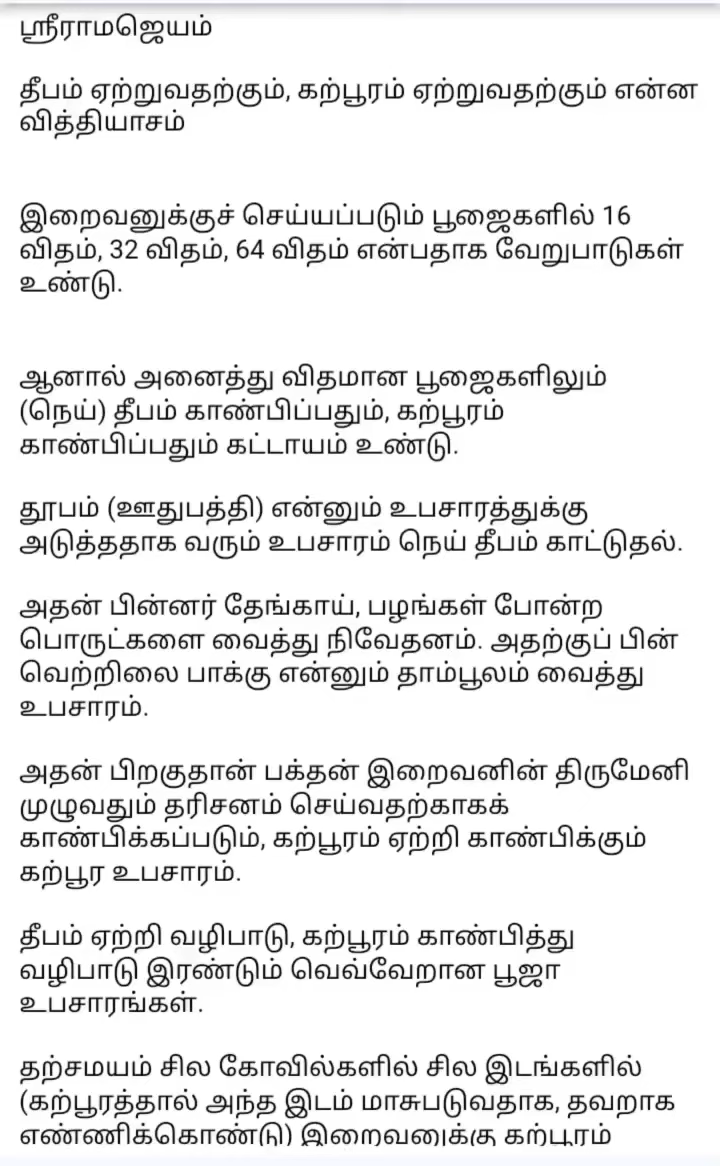 ஸ்ரீராமஜெயம்
தீபம் ஏற்றுவதற்கும், கற்பூரம் ஏற்றுவதற்கும் என்ன
வித்தியாசம்
இறைவனுக்குச் செய்யப்படும் பூஜைகளில் 16
விதம், 32 விதம், 64 விதம் என்பதாக வேறுபாடுகள்
உண்டு.
ஆனால் அனைத்து விதமான பூஜைகளிலும்
(நெய்) தீபம் காண்பிப்பதும், கற்பூரம்
காண்பிப்பதும் கட்டாயம் உண்டு.
தூபம் (ஊதுபத்தி) என்னும் உபசாரத்துக்கு
அடுத்ததாக வரும் உபசாரம் நெய் தீபம் காட்டுதல்.
அதன் பின்னர் தேங்காய், பழங்கள் போன்ற
பொருட்களை வைத்து நிவேதனம். அதற்குப் பின்
வெற்றிலை பாக்கு என்னும் தாம்பூலம் வைத்து
உபசாரம்.
அதன் பிறகுதான் பக்தன் இறைவனின் திருமேனி
முழுவதும் தரிசனம் செய்வதற்காகக்
காண்பிக்கப்படும், கற்பூரம் ஏற்றி காண்பிக்கும்
கற்பூர உபசாரம்.
தீபம் ஏற்றி வழிபாடு, கற்பூரம் காண்பித்து
வழிபாடு இரண்டும் வெவ்வேறான பூஜா
உபசாரங்கள்.
தற்சமயம் சில கோவில்களில் சில இடங்களில்
(கற்பூரத்தால் அந்த இடம் மாசுபடுவதாக, தவறாக
எண்ணிக்கொண்டு) இறைவனுக்கு கற்பூரம்